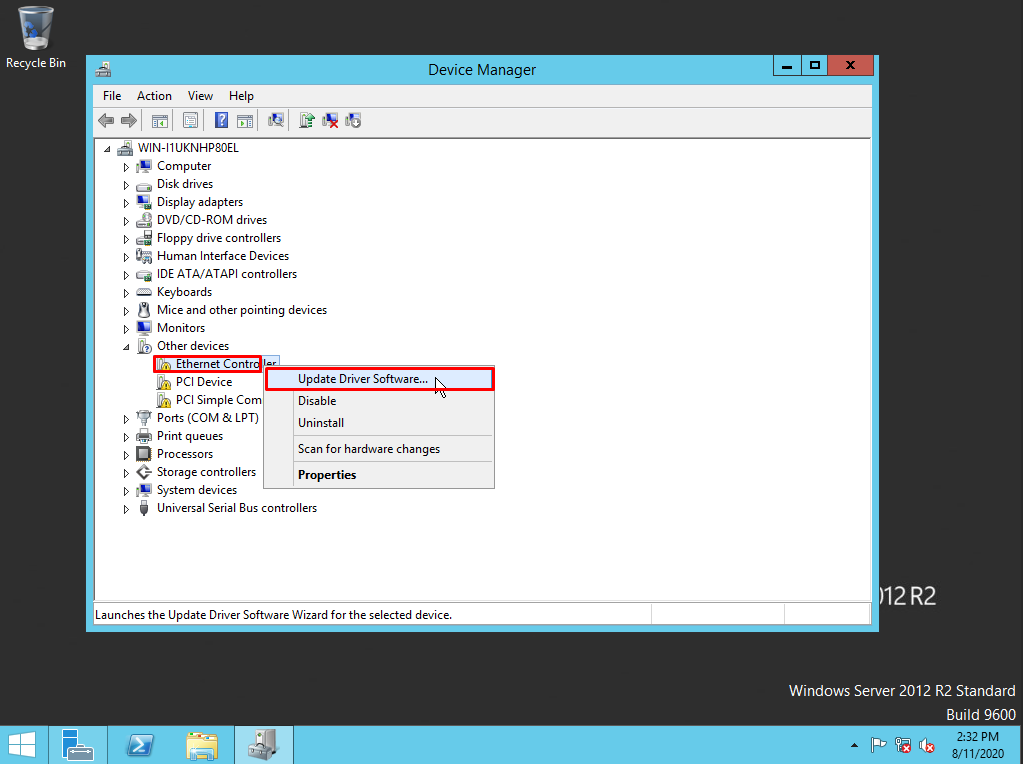 Recycle Bin
Device Manager
File Action View Help
WIN-I1UKNHP80EL
Computer
Disk drives
Display adapters
DVD/CD-ROM drives
Floppy drive controllers
Human Interface Devices
IDE ATA/ATAPI controllers
Keyboards
Mice and other pointing devices
Monitors
Other devices
Ethernet Controller
PCI Device
PCI Simple Com
Ports (COM & LPT)
Print queues
Processors
Storage controllers
System devices
Universal Serial Bus controllers
Update Driver Software...
Disable
Uninstall
Scan for hardware changes
Properties
Launches the Update Driver Software Wizard for the selected device.
012 R2
Windows Server 2012 R2 Standard
Build 9600
2:32 PM
8/11/2020